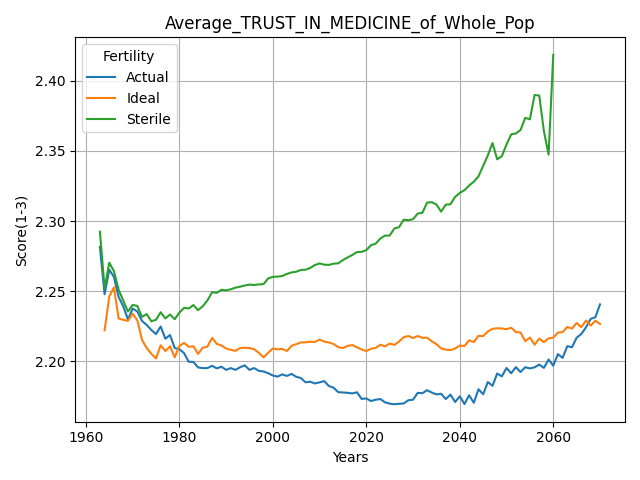 Average_TRUST_IN_MEDICINE_of_Whole_Pop
Fertility
Actual
Ideal
Sterile
Score(1-3)
2.40
2.35
2.30
2.25
2.20
1960 1980 2000 2020 2040 2060
Years